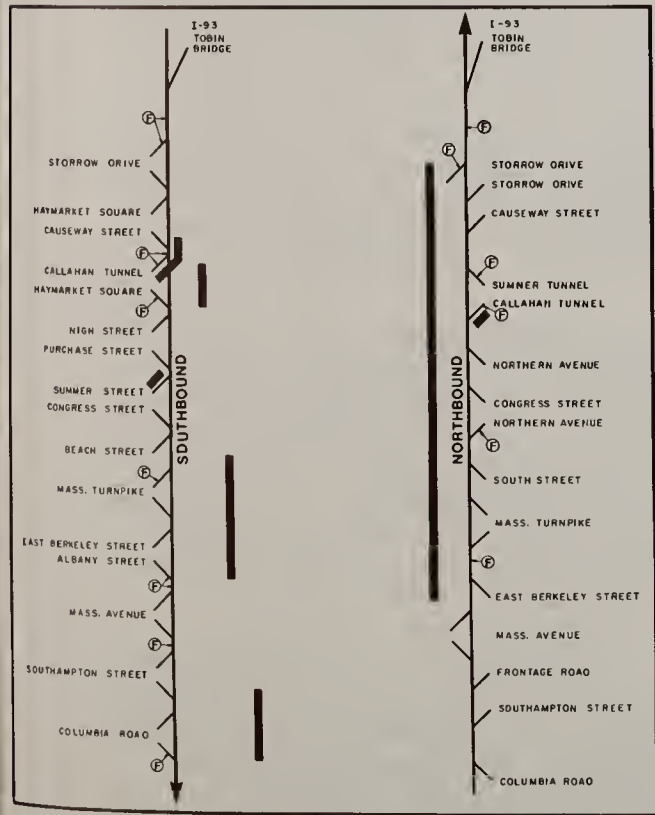 I-93
TOBIN
BRIDGE
F
STORROW DRIVE
HAYMARKET SQUARE
CAUSEWAY STREET
F
CALLAHAN TUNNEL
HAYMARKET SQUARE
F
HIGH STREET
PURCHASE STREET
SUMMER STREET
CONGRESS STREET
BEACH STREET
F
MASS. TURNPIKE
EAST BERKELEY STREET
ALBANY STREET
F
MASS. AVENUE
F
SOUTHAMPTON STREET
COLUMBIA ROAD
F
SOUTHBOUND
I-93
TOBIN
BRIDGE
F
F
STORROW DRIVE
STORROW DRIVE
CAUSEWAY STREET
F
SUMNER TUNNEL
CALLAHAN TUNNEL
F
NORTHERN AVENUE
CONGRESS STREET
NORTHERN AVENUE
F
SOUTH STREET
MASS. TURNPIKE
F
EAST BERKELEY STREET
MASS. AVENUE
FRONTAGE ROAD
SOUTHAMPTON STREET
COLUMBIA ROAD
NORTHBOUND